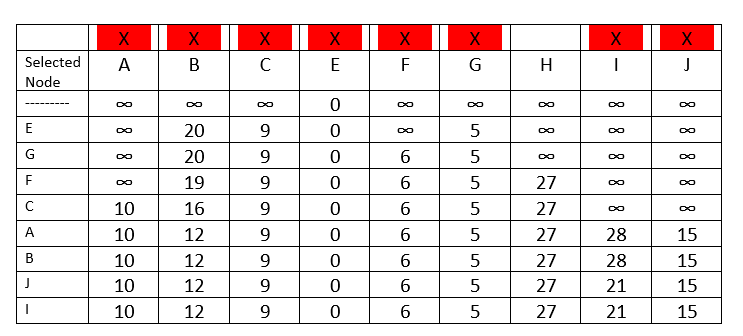 X X X X X X X X
Selected Node A B C E F G H I J
--------- ∞ ∞ ∞ 0 ∞ ∞ ∞ ∞ ∞
E ∞ 20 9 0 ∞ 5 ∞ ∞ ∞
G ∞ 20 9 0 6 5 ∞ ∞ ∞
F ∞ 19 9 0 6 5 27 ∞ ∞
C 10 16 9 0 6 5 27 ∞ ∞
A 10 12 9 0 6 5 27 28 15
B 10 12 9 0 6 5 27 28 15
J 10 12 9 0 6 5 27 21 15
I 10 12 9 0 6 5 27 21 15